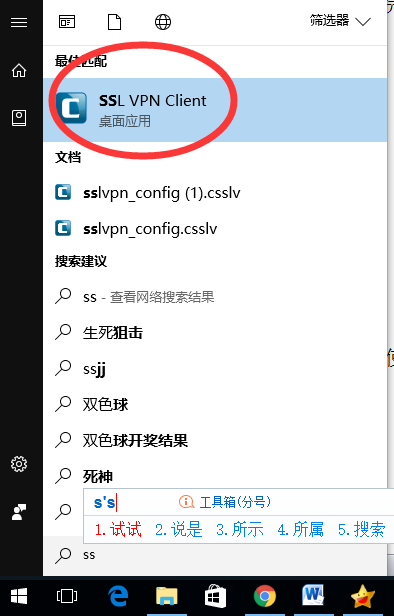 筛选器
最佳匹配
SSL VPN Client
桌面应用
文档
sslvpn_config (1).csslv
sslvpn_config.csslv
搜索建议
ss - 查看网络搜索结果
生死狙击
ssjj
双色球
双色球开奖结果
死神
s's 工具箱(分号)
1.试试 2.说是 3.所示 4.所属 5.搜索
ss